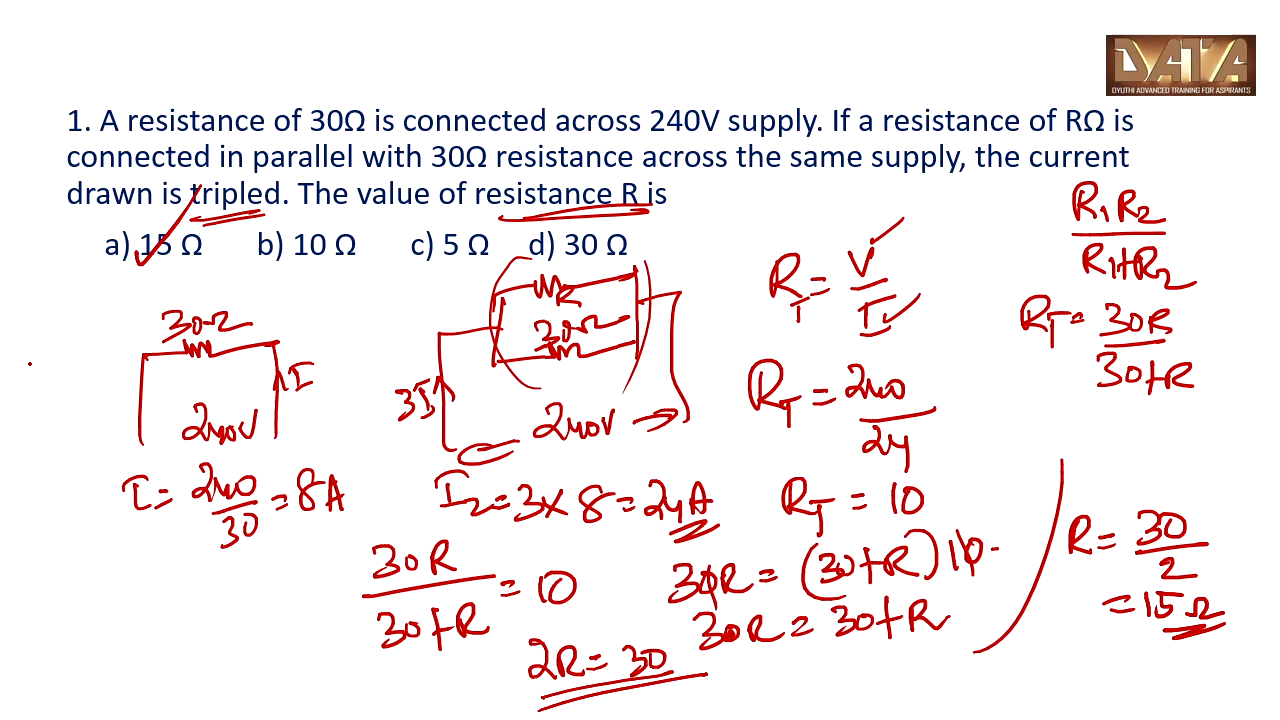 DATA
DYUTHI ADVANCED TRAINING FOR ASPIRANTS
1. A resistance of 30Ω is connected across 240V supply. If a resistance of RΩ is
connected in parallel with 30Ω resistance across the same supply, the current
drawn is tripled. The value of resistance R is
a) 15 Ω b) 10 Ω c) 5 Ω d) 30 Ω
30Ω
I
240V
I = 240/30 = 8A
R
30Ω
3I
240V
I2 = 3 × 8 = 24A
RT = V/I
RT = 240/24
RT = 10
R1R2/R1+R2
RT = 30R/30+R
30R/30+R = 10
30R = (30+R)10
30R = 30+R
2R = 30
R = 30/2
= 15Ω